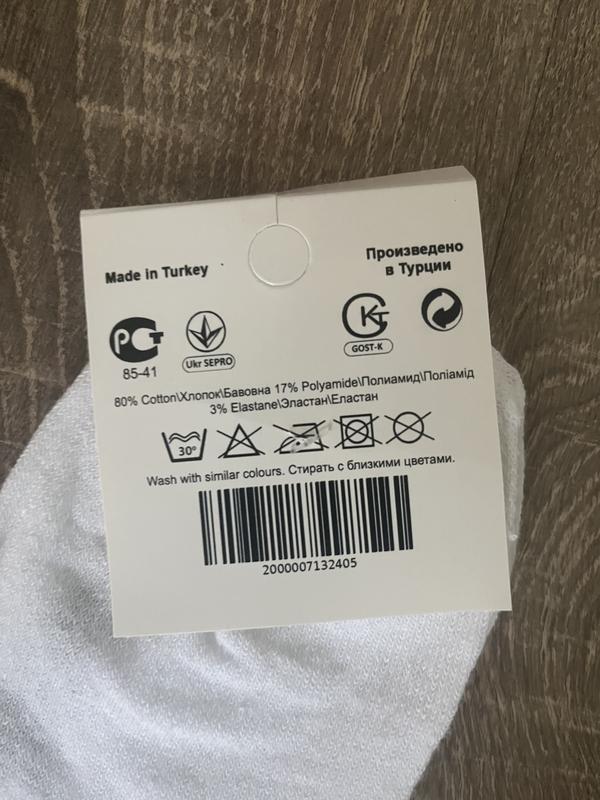 Made in Turkey
Произведено
в Турции
РСТ
85-41
Ukr SEPRO
GKT
GOST-K
80% Cotton\Хлопок\Бавовна 17% Polyamide\Полиамид\Поліамід
3% Elastane\Эластан\Еластан
30°
Wash with similar colours. Стирать с близкими цветами.
2000007132405